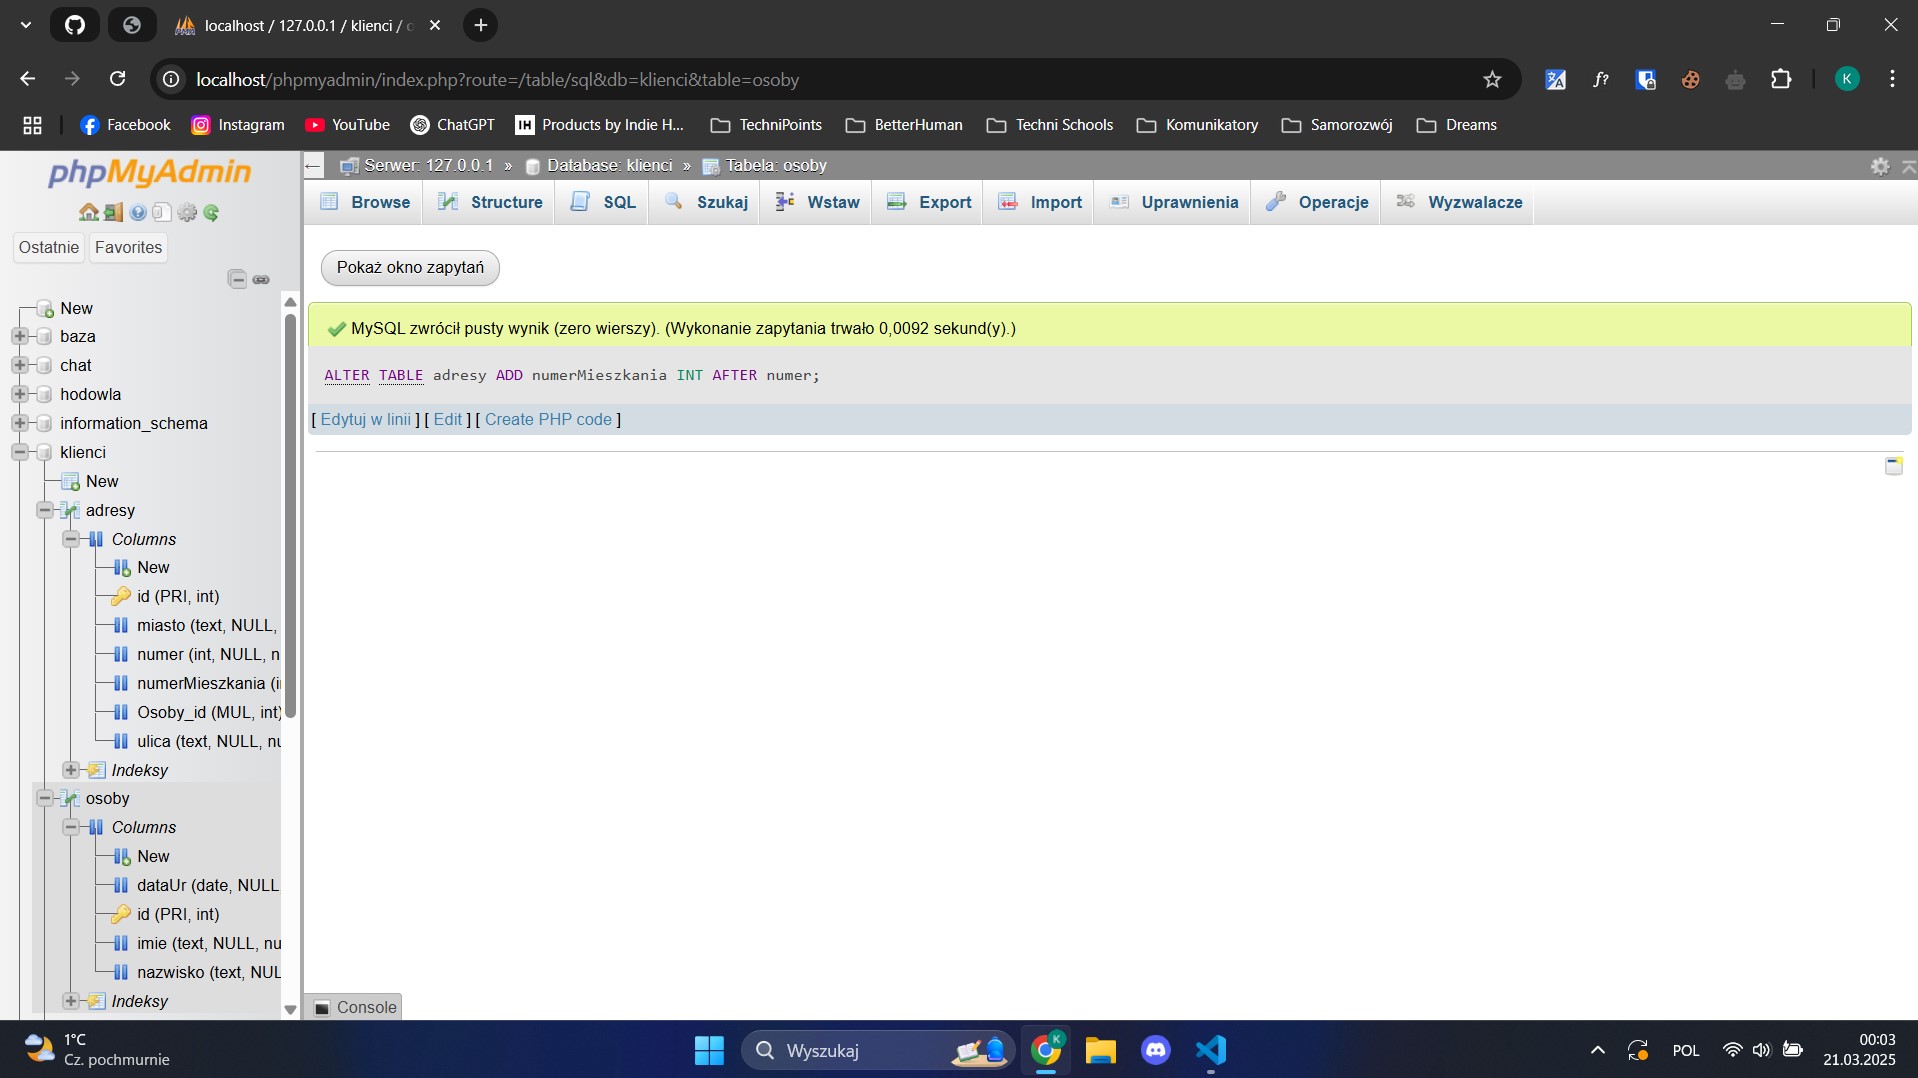 localhost / 127.0.0.1 / klienci / o
localhost/phpmyadmin/index.php?route=/table/sql&db=klienci&table=osoby
f?
K
Facebook
Instagram
YouTube
ChatGPT
IH
Products by Indie H...
TechniPoints
BetterHuman
Techni Schools
Komunikatory
Samorozwój
Dreams
phpMyAdmin
Serwer: 127.0.0.1 » Database: klienci » Tabela: osoby
Browse
Structure
SQL
Szukaj
Wstaw
Export
Import
Uprawnienia
Operacje
Wyzwalacze
Ostatnie
Favorites
New
baza
chat
hodowla
information_schema
klienci
New
adresy
Columns
New
id (PRI, int)
miasto (text, NULL,
numer (int, NULL, n
numerMieszkania (i
Osoby_id (MUL, int)
ulica (text, NULL, nu
Indeksy
osoby
Columns
New
dataUr (date, NULL
id (PRI, int)
imie (text, NULL, nu
nazwisko (text, NUL
Indeksy
Pokaż okno zapytań
MySQL zwrócił pusty wynik (zero wierszy). (Wykonanie zapytania trwało 0,0092 sekund(y).)
ALTER TABLE adresy ADD numerMieszkania INT AFTER numer;
[ Edytuj w linii ] [ Edit ] [ Create PHP code ]
Console
1°C
Cz. pochmurnie
Wyszukaj
K
POL
00:03
21.03.2025